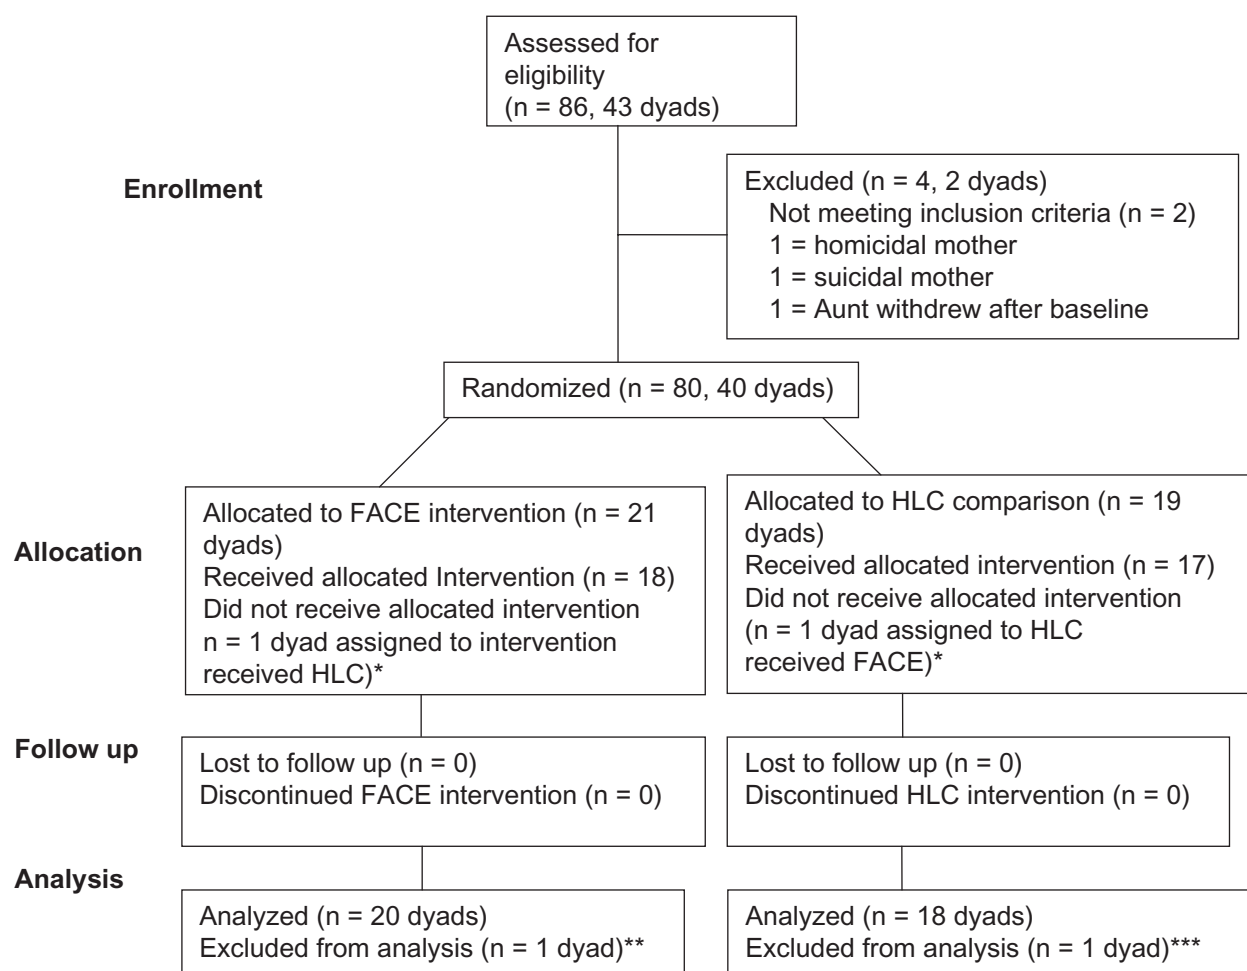 Assessed for
eligibility
(n = 86, 43 dyads)
Enrollment
Excluded (n = 4, 2 dyads)
Not meeting inclusion criteria (n = 2)
1 = homicidal mother
1 = suicidal mother
1 = Aunt withdrew after baseline
Randomized (n = 80, 40 dyads)
Allocation
Allocated to FACE intervention (n = 21
dyads)
Received allocated Intervention (n = 18)
Did not receive allocated intervention
n = 1 dyad assigned to intervention
received HLC)*
Allocated to HLC comparison (n = 19
dyads)
Received allocated intervention (n = 17)
Did not receive allocated intervention
(n = 1 dyad assigned to HLC
received FACE)*
Follow up
Lost to follow up (n = 0)
Discontinued FACE intervention (n = 0)
Lost to follow up (n = 0)
Discontinued HLC intervention (n = 0)
Analysis
Analyzed (n = 20 dyads)
Excluded from analysis (n = 1 dyad)**
Analyzed (n = 18 dyads)
Excluded from analysis (n = 1 dyad)***